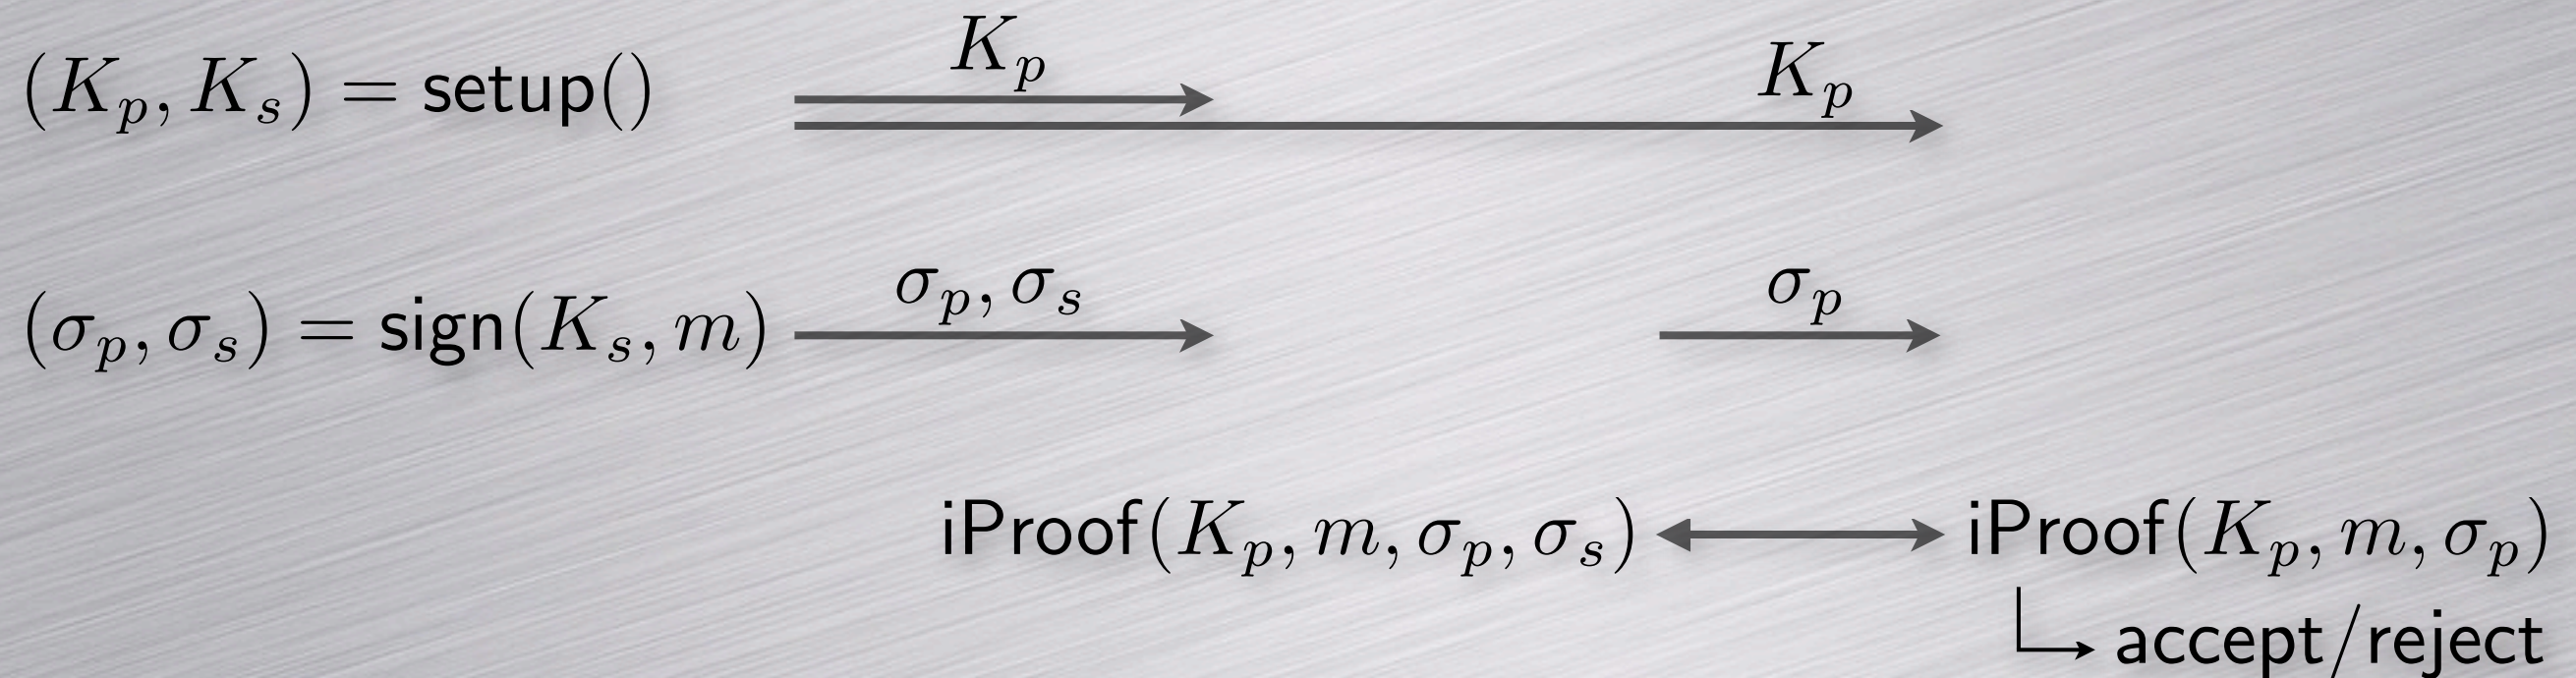 K_p
K_p
(K_p, K_s) = setup()
σ_p, σ_s
σ_p
(σ_p, σ_s) = sign(K_s, m)
iProof(K_p, m, σ_p, σ_s) iProof(K_p, m, σ_p)
accept/reject